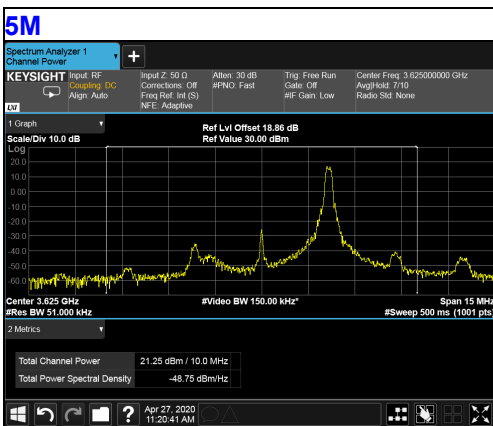 5M
Spectrum Analyzer 1
Channel Power
+
KEYSIGHT Input: RF Input Z: 50 Ω Atten: 30 dB Trig: Free Run Center Freq: 3.625000000 GHz
Coupling: DC Corrections: Off #PNO: Fast Gate: Off Avg|Hold: 7/10
Align: Auto Freq Ref: Int (S) #IF Gain: Low Radio Std: None
LXI NFE: Adaptive
1 Graph
Ref Lvl Offset 18.86 dB
Scale/Div 10.0 dB Ref Value 30.00 dBm
Log
20.0
10.0
0.00
-10.0
-20.0
-30.0
-40.0
-50.0
-60.0
Center 3.625 GHz #Video BW 150.00 kHz* Span 15 MHz
#Res BW 51.000 kHz #Sweep 500 ms (1001 pts)
2 Metrics
Total Channel Power 21.25 dBm / 10.0 MHz
Total Power Spectral Density -48.75 dBm/Hz
? Apr 27, 2020
11:20:41 AM